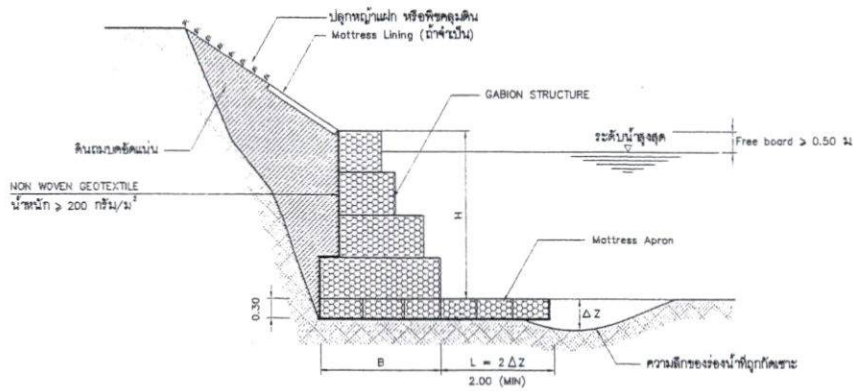 ปลูกหญ้าแฝก หรือพืชคลุมดิน
Mattress Lining (ถ้าจำเป็น)
GABION STRUCTURE
ระดับน้ำสูงสุด
Free board ≥ 0.50 ม.
ดินถมบดอัดแน่น
NON WOVEN GEOTEXTILE
น้ำหนัก ≥ 200 กรัม/m²
H
Mattress Apron
0.30
ΔZ
B
L = 2 ΔZ
2.00 (MIN)
ความลึกของร่องน้ำที่ถูกกัดเซาะ